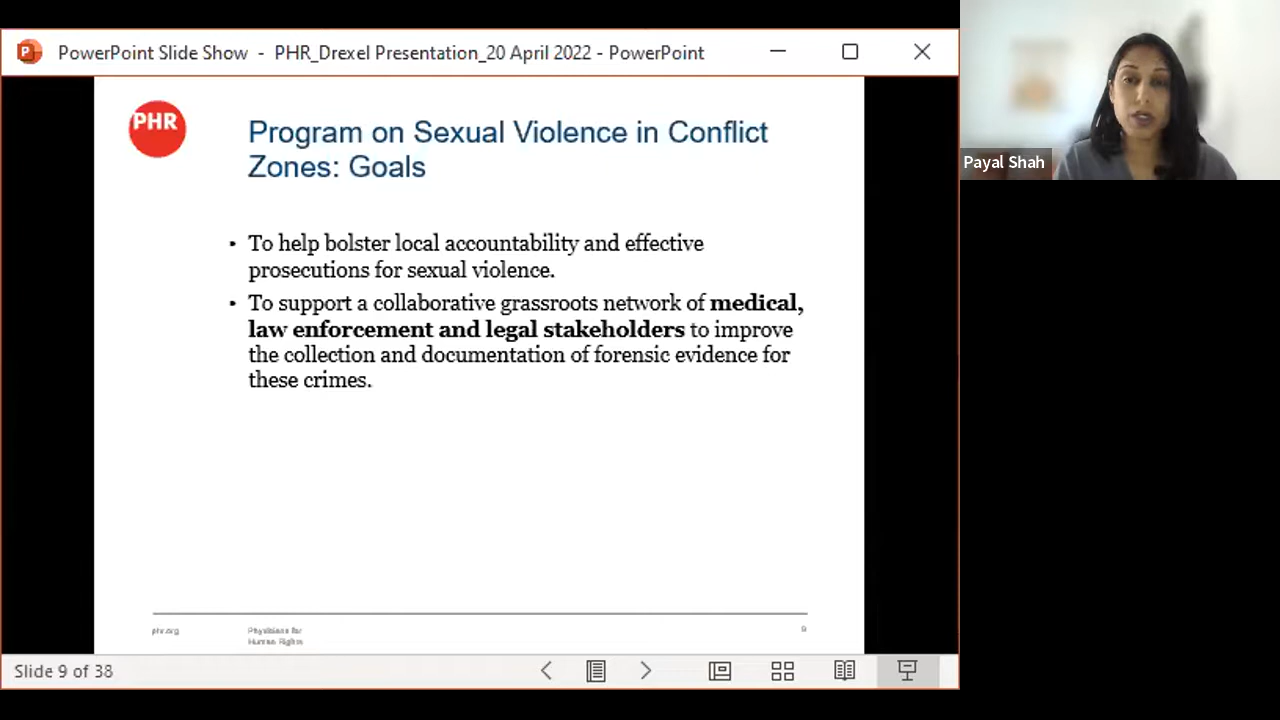 PowerPoint Slide Show - PHR_Drexel Presentation_20 April 2022 - PowerPoint
PHR
Program on Sexual Violence in Conflict
Zones: Goals
• To help bolster local accountability and effective
prosecutions for sexual violence.
• To support a collaborative grassroots network of medical,
law enforcement and legal stakeholders to improve
the collection and documentation of forensic evidence for
these crimes.
phr.org
Physicians for
Human Rights
9
Slide 9 of 38
Payal Shah